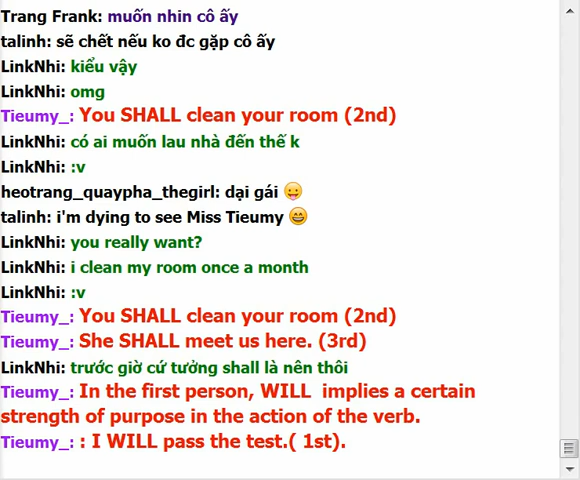 Trang Frank: muốn nhin cô ấy
talinh: sẽ chết nếu ko đc gặp cô ấy
LinkNhi: kiểu vậy
LinkNhi: omg
Tieumy_: You SHALL clean your room (2nd)
LinkNhi: có ai muốn lau nhà đến thế k
LinkNhi: :v
heotrang_quaypha_thegirl: dại gái 😛
talinh: i'm dying to see Miss Tieumy 😄
LinkNhi: you really want?
LinkNhi: i clean my room once a month
LinkNhi: :v
Tieumy_: You SHALL clean your room (2nd)
Tieumy_: She SHALL meet us here. (3rd)
LinkNhi: trước giờ cứ tưởng shall là nên thôi
Tieumy_: In the first person, WILL  implies a certain
strength of purpose in the action of the verb.
Tieumy_: : I WILL pass the test.( 1st).